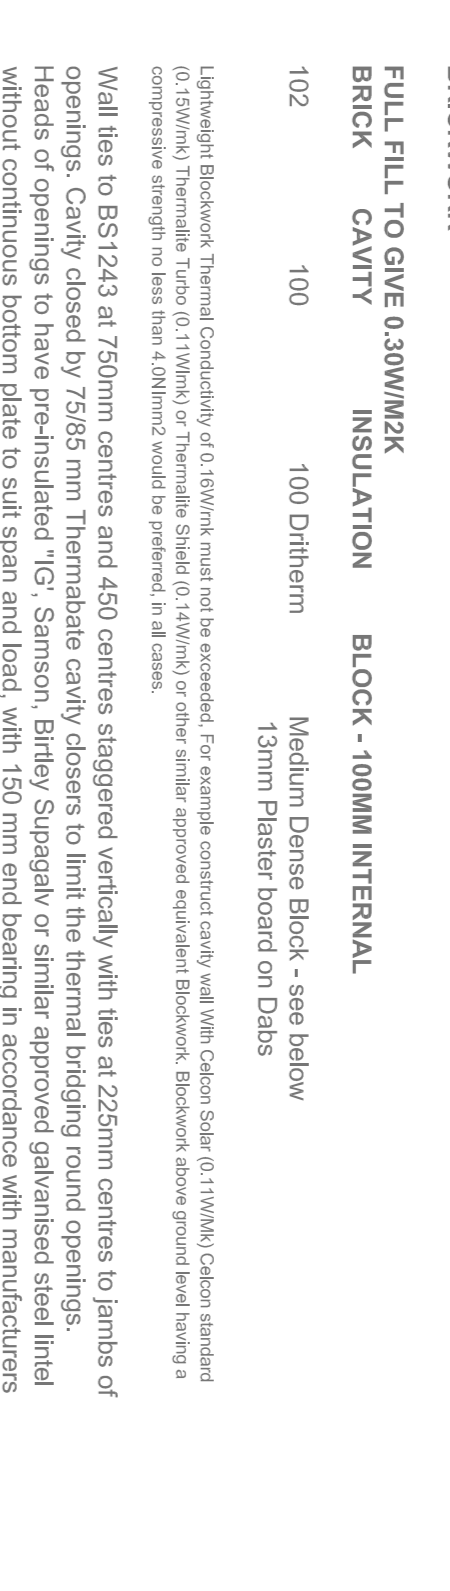 FULL FILL TO GIVE 0.30W/M2K
BRICK CAVITY INSULATION BLOCK - 100MM INTERNAL
102 100 100 Dritherm Medium Dense Block - see below
13mm Plaster board on Dabs
Lightweight Blockwork Thermal Conductivity of 0.16W/rnk must not be exceeded, For example construct cavity wall With Celcon Solar (0.11W/Mk) Celcon standard
(0.15W/mk) Thermalite Turbo (0.11WImk) or Thermalite Shield (0.14W/mk) or other similar approved equivalent Blockwork. Blockwork above ground level having a
compressive strength no less than 4.0NImm2 would be preferred, in all cases.
Wall ties to BS1243 at 750mm centres and 450 centres staggered vertically with ties at 225mm centres to jambs of
openings. Cavity closed by 75/85 mm Thermabate cavity closers to limit the thermal bridging round openings.
Heads of openings to have pre-insulated "IG', Samson, Birtley Supagalv or similar approved galvanised steel lintel
without continuous bottom plate to suit span and load, with 150 mm end bearing in accordance with manufacturers